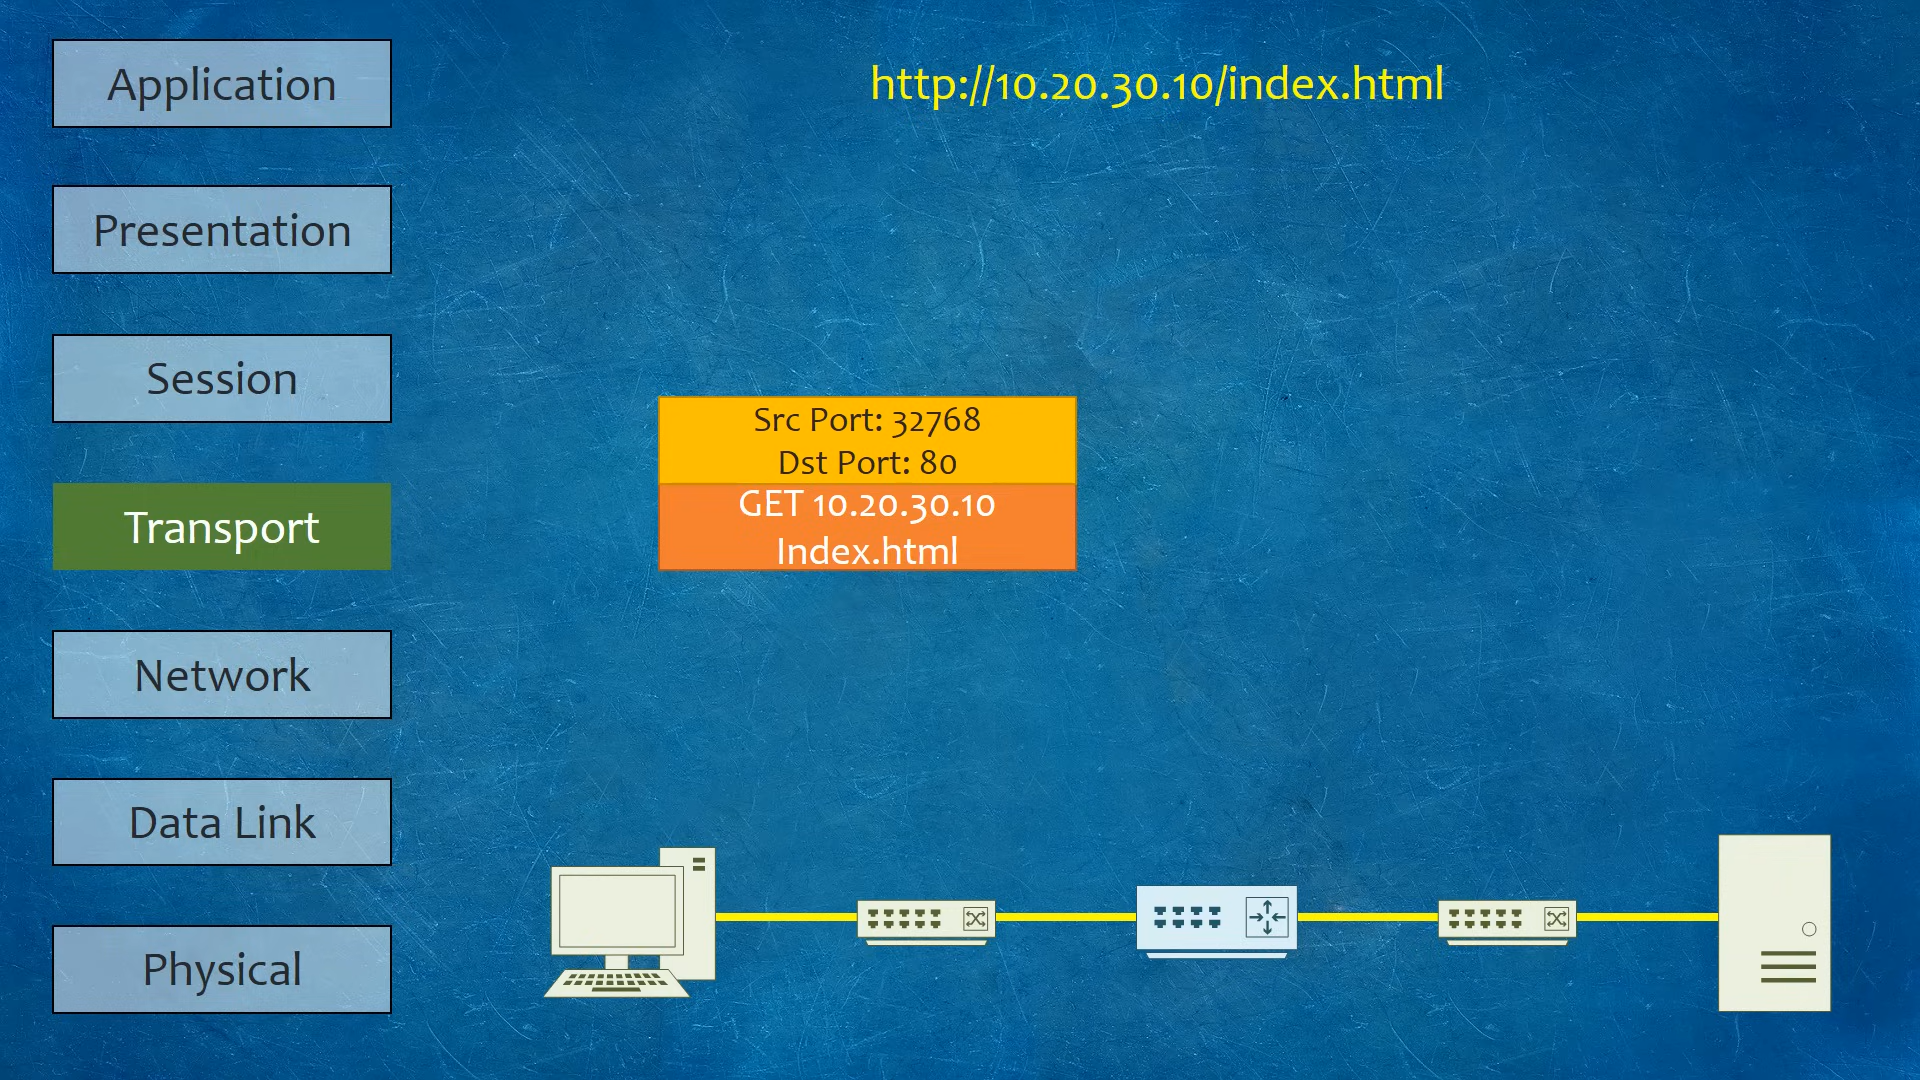 Application
http://10.20.30.10/index.html
Presentation
Session
Src Port: 32768
Dst Port: 80
GET 10.20.30.10
Index.html
Transport
Network
Data Link
Physical